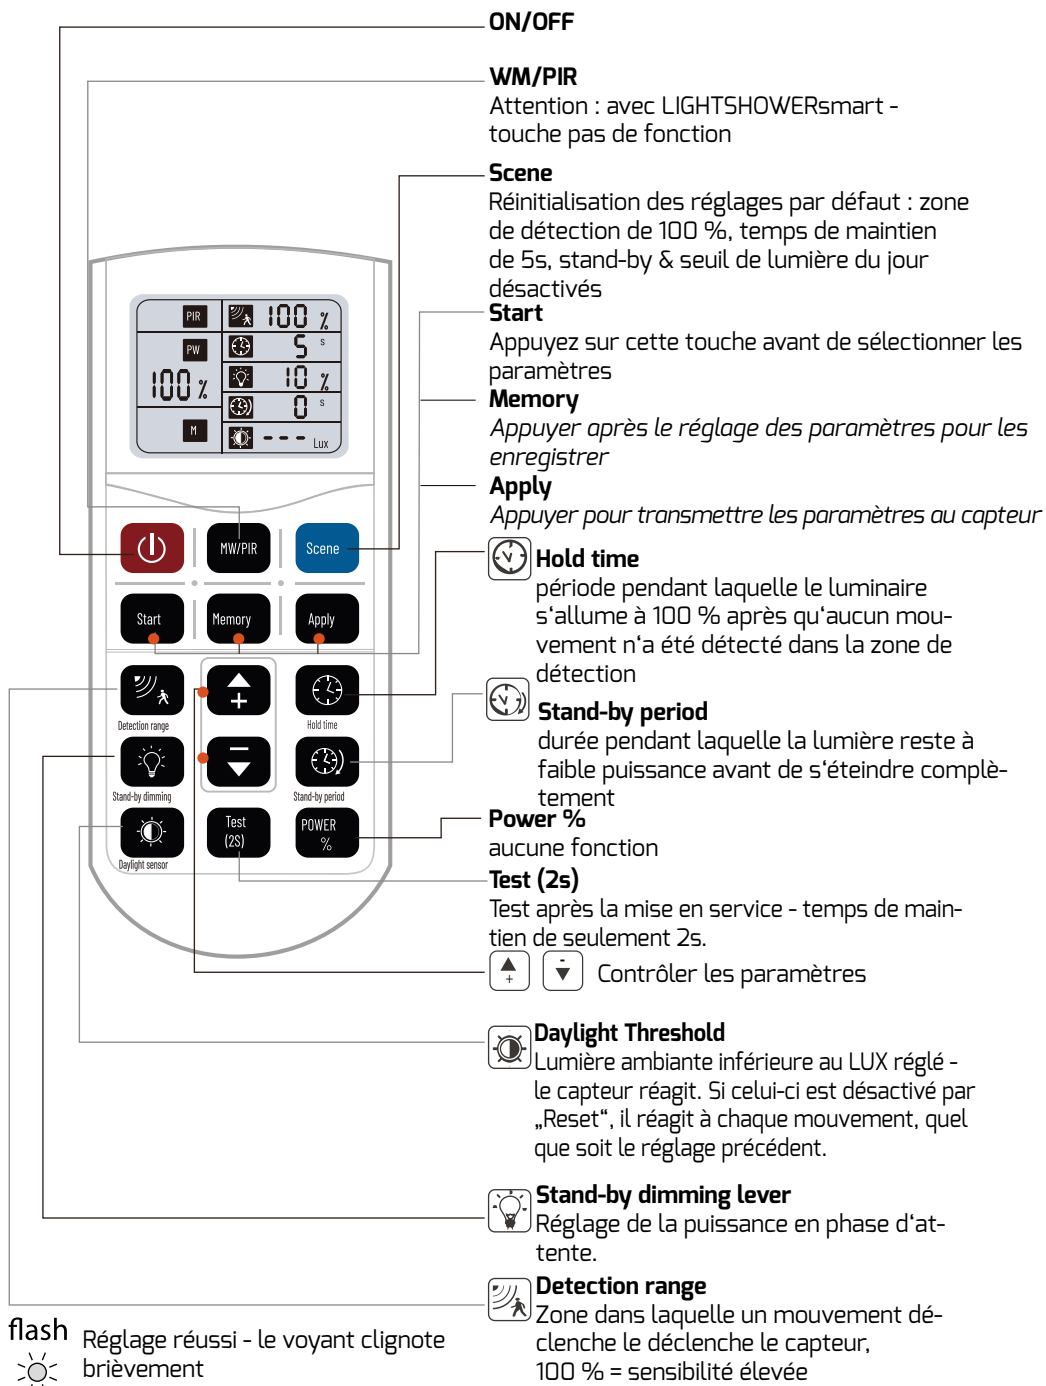 ON/OFF
WM/PIR
Attention : avec LIGHTSHOWERsmart -
touche pas de fonction
Scene
Réinitialisation des réglages par défaut : zone
de détection de 100 %, temps de maintien
de 5s, stand-by & seuil de lumière du jour
désactivés
Start
Appuyez sur cette touche avant de sélectionner les
paramètres
Memory
Appuyer après le réglage des paramètres pour les
enregistrer
Apply
Appuyer pour transmettre les paramètres au capteur
Hold time
période pendant laquelle le luminaire
s‘allume à 100 % après qu‘aucun mou-
vement n‘a été détecté dans la zone de
détection
Stand-by period
durée pendant laquelle la lumière reste à
faible puissance avant de s‘éteindre complè-
tement
Power %
aucune fonction
Test (2s)
Test après la mise en service - temps de main-
tien de seulement 2s.
Contrôler les paramètres
Daylight Threshold
Lumière ambiante inférieure au LUX réglé -
le capteur réagit. Si celui-ci est désactivé par
„Reset“, il réagit à chaque mouvement, quel
que soit le réglage précédent.
Stand-by dimming lever
Réglage de la puissance en phase d‘at-
tente.
Detection range
Zone dans laquelle un mouvement dé-
clenche le déclenche le capteur,
100 % = sensibilité élevée
flash
Réglage réussi - le voyant clignote
brièvement
PIR
100 %
PW
5 s
100 %
10 %
0 s
M
--- Lux
MW/PIR
Scene
Start
Memory
Apply
Detection range
Hold time
Stand-by dimming
Stand-by period
Test
(2S)
POWER
%
Daylight sensor